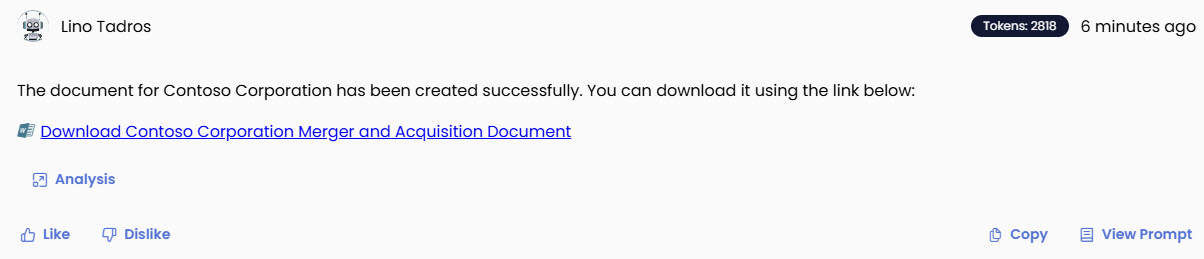 Lino Tadros
Tokens: 2818 6 minutes ago
The document for Contoso Corporation has been created successfully. You can download it using the link below:
Download Contoso Corporation Merger and Acquisition Document
Analysis
Like Dislike Copy View Prompt